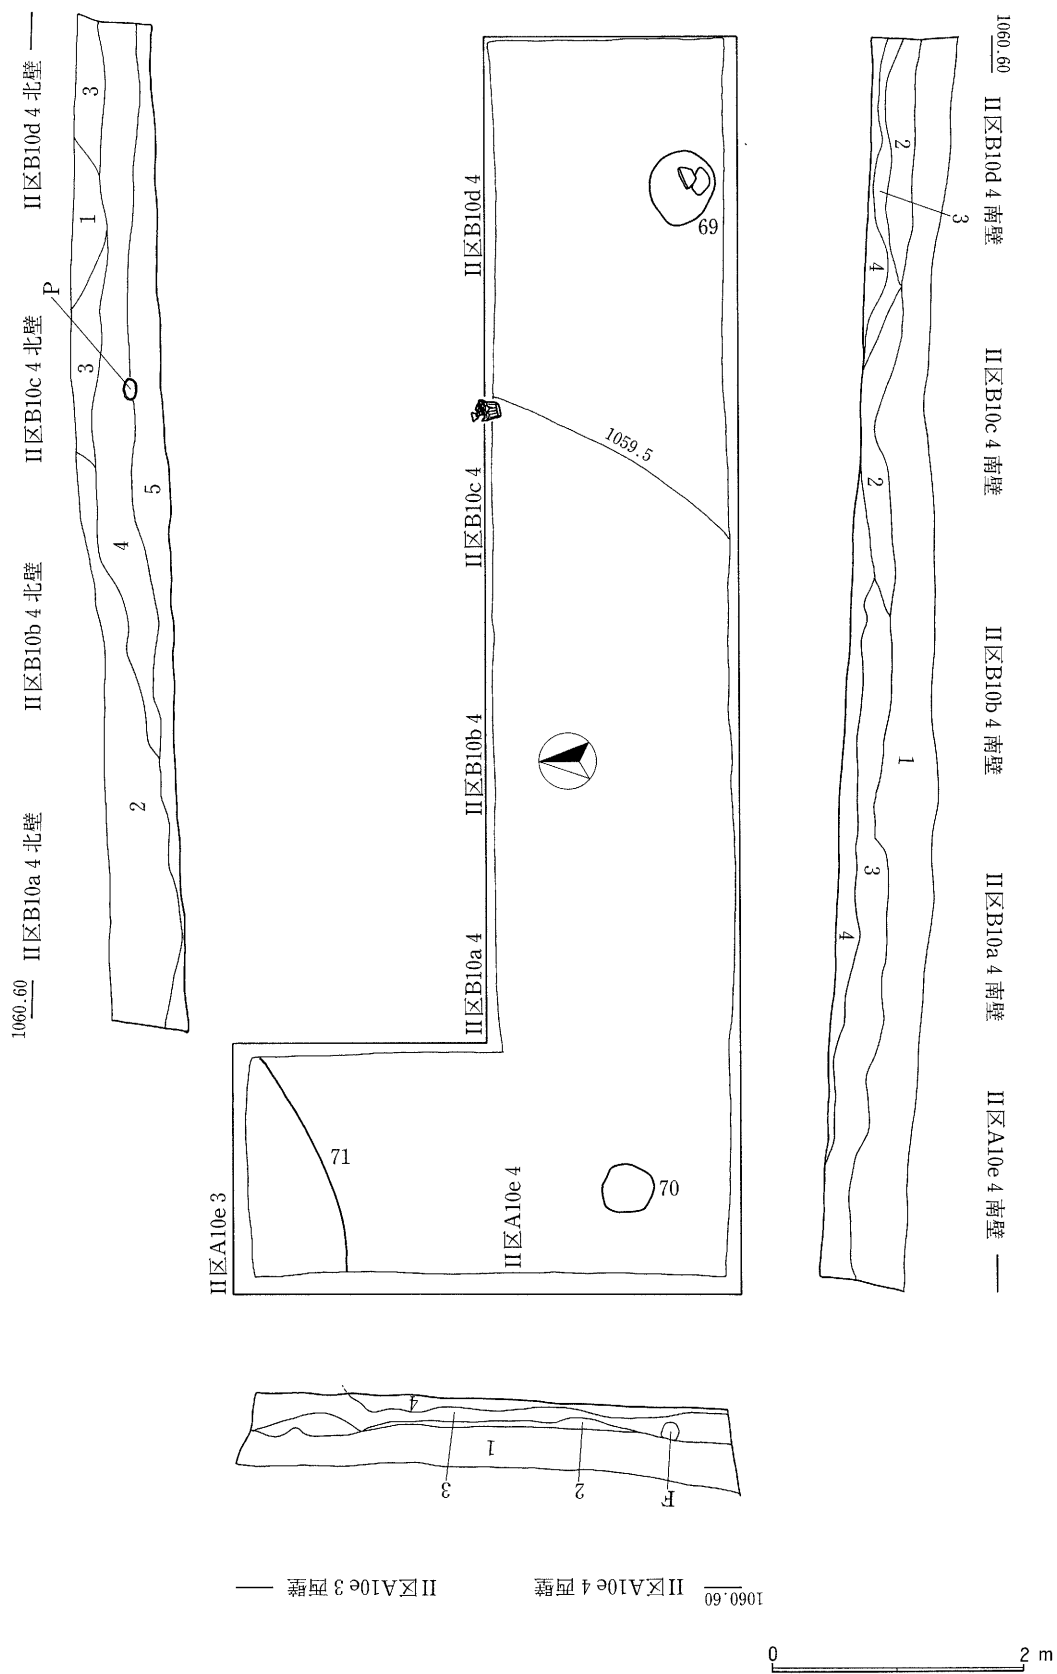 II区B10d 4 北壁
II区B10c 4 北壁
II区B10b 4 北壁
II区B10a 4 北壁
1060.60
3
1
P
3
5
4
2
II区B10d 4
II区B10c 4
II区B10b 4
II区B10a 4
69
1059.5
71
70
II区A10e 3
II区A10e 4
1060.60
II区B10d 4 南壁
II区B10c 4 南壁
II区B10b 4 南壁
II区B10a 4 南壁
II区A10e 4 南壁
2
3
4
2
1
3
4
4
1
3
2
F
II区A10e 3 西壁
II区A10e 4 西壁
1060.60
0 2 m